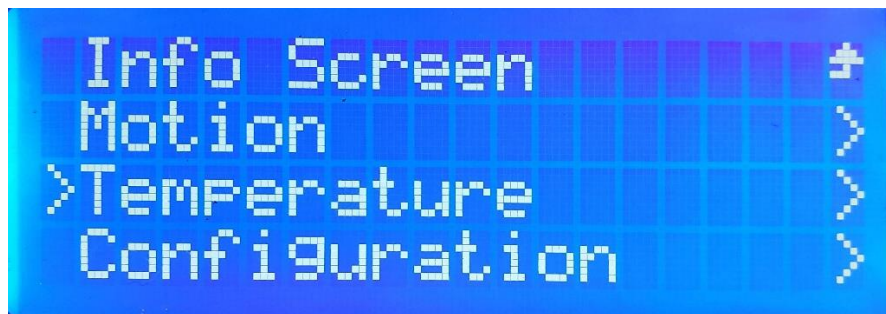 Info Screen
Motion >
>Temperature >
Configuration >